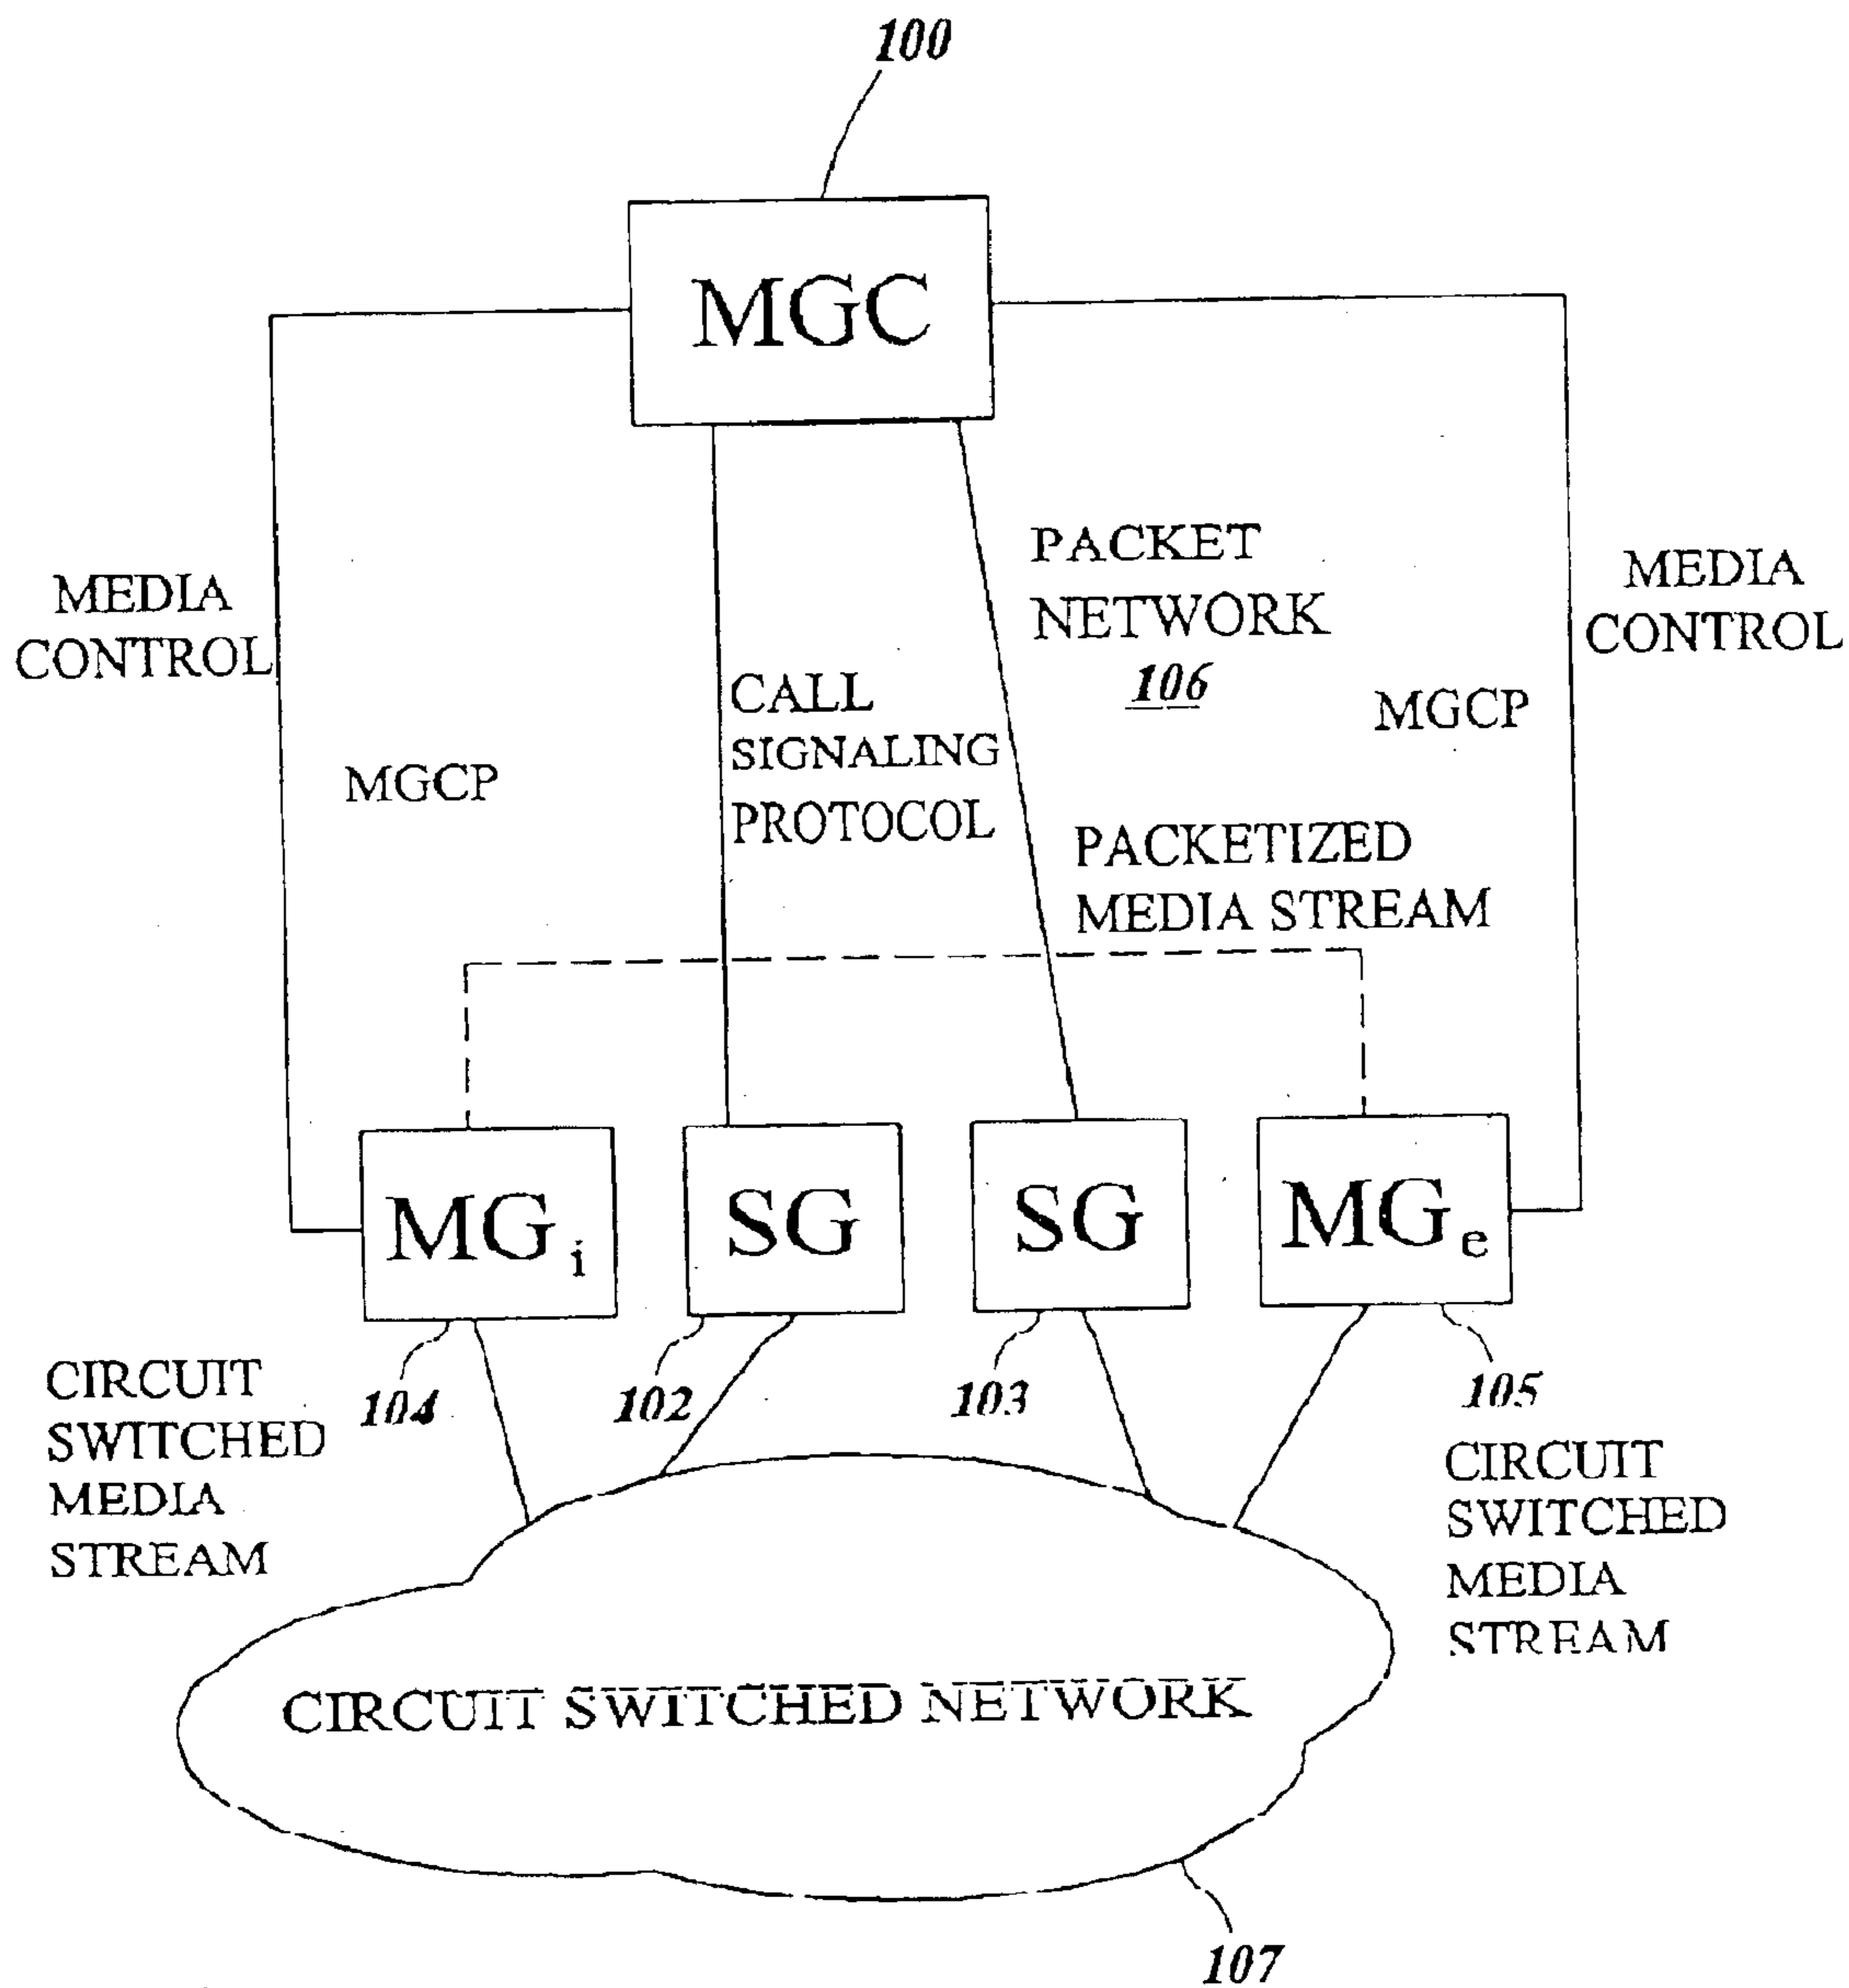 100
MGC
PACKET
NETWORK
106
MEDIA
CONTROL
MEDIA
CONTROL
CALL
SIGNALING
PROTOCOL
MGCP
MGCP
PACKETIZED
MEDIA STREAM
MGi
SG
SG
MGe
104
102
103
105
CIRCUIT
SWITCHED
MEDIA
STREAM
CIRCUIT
SWITCHED
MEDIA
STREAM
CIRCUIT SWITCHED NETWORK
107